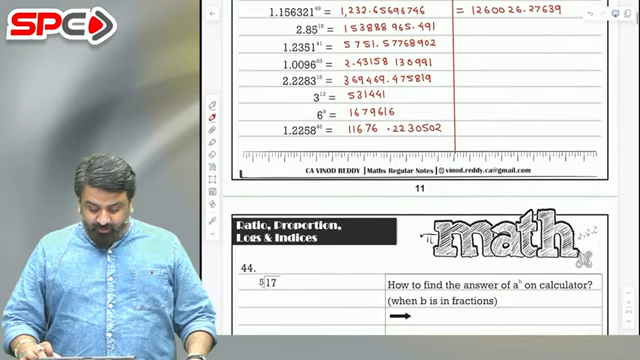 SPC
1.156321⁴⁹ = 1,232.65696746 = 1260026.27639
2.85¹⁸ = 153888965.491
1.2351⁴¹ = 5751.57768902
1.0096⁹³ = 2.43158130991
2.2283¹⁶ = 369469.475819
3¹² = 531441
6⁸ = 1679616
1.2258⁴⁶ = 11676.2230502
CA VINOD REDDY | Maths Regular Notes | vinod.reddy.ca@gmail.com
11
Ratio, Proportion,
Logs & Indices
math
44.
5 17
How to find the answer of aᵇ on calculator?
(when b is in fractions)